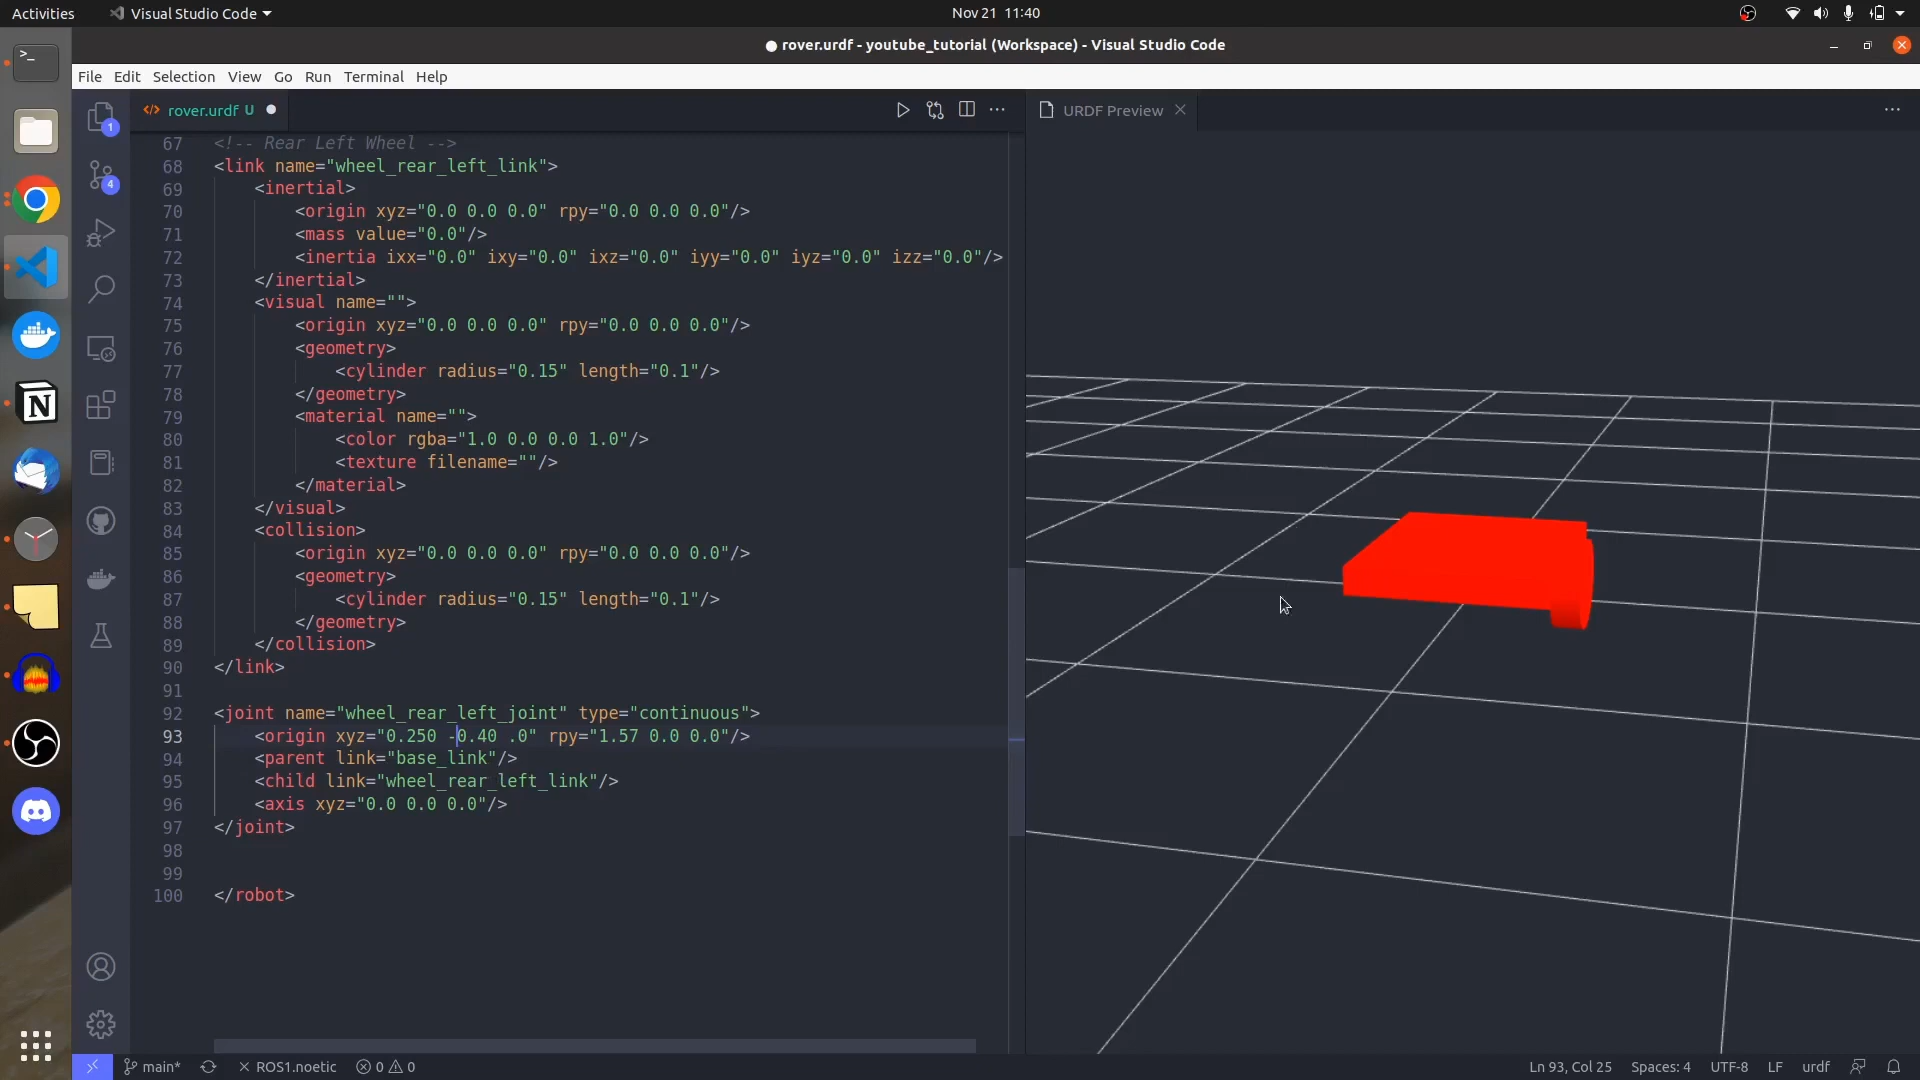 Activities
Visual Studio Code
Nov 21 11:40
● rover.urdf - youtube_tutorial (Workspace) - Visual Studio Code
File Edit Selection View Go Run Terminal Help
rover.urdf U
URDF Preview
1
4
67 <!-- Rear Left Wheel -->
68 <link name="wheel_rear_left_link">
69 <inertial>
70 <origin xyz="0.0 0.0 0.0" rpy="0.0 0.0 0.0"/>
71 <mass value="0.0"/>
72 <inertia ixx="0.0" ixy="0.0" ixz="0.0" iyy="0.0" iyz="0.0" izz="0.0"/>
73 </inertial>
74 <visual name="">
75 <origin xyz="0.0 0.0 0.0" rpy="0.0 0.0 0.0"/>
76 <geometry>
77 <cylinder radius="0.15" length="0.1"/>
78 </geometry>
79 <material name="">
80 <color rgba="1.0 0.0 0.0 1.0"/>
81 <texture filename=""/>
82 </material>
83 </visual>
84 <collision>
85 <origin xyz="0.0 0.0 0.0" rpy="0.0 0.0 0.0"/>
86 <geometry>
87 <cylinder radius="0.15" length="0.1"/>
88 </geometry>
89 </collision>
90 </link>
91
92 <joint name="wheel_rear_left_joint" type="continuous">
93 <origin xyz="0.250 -0.40 .0" rpy="1.57 0.0 0.0"/>
94 <parent link="base_link"/>
95 <child link="wheel_rear_left_link"/>
96 <axis xyz="0.0 0.0 0.0"/>
97 </joint>
98
99
100 </robot>
main* ROS1.noetic 0 0
Ln 93, Col 25 Spaces: 4 UTF-8 LF urdf